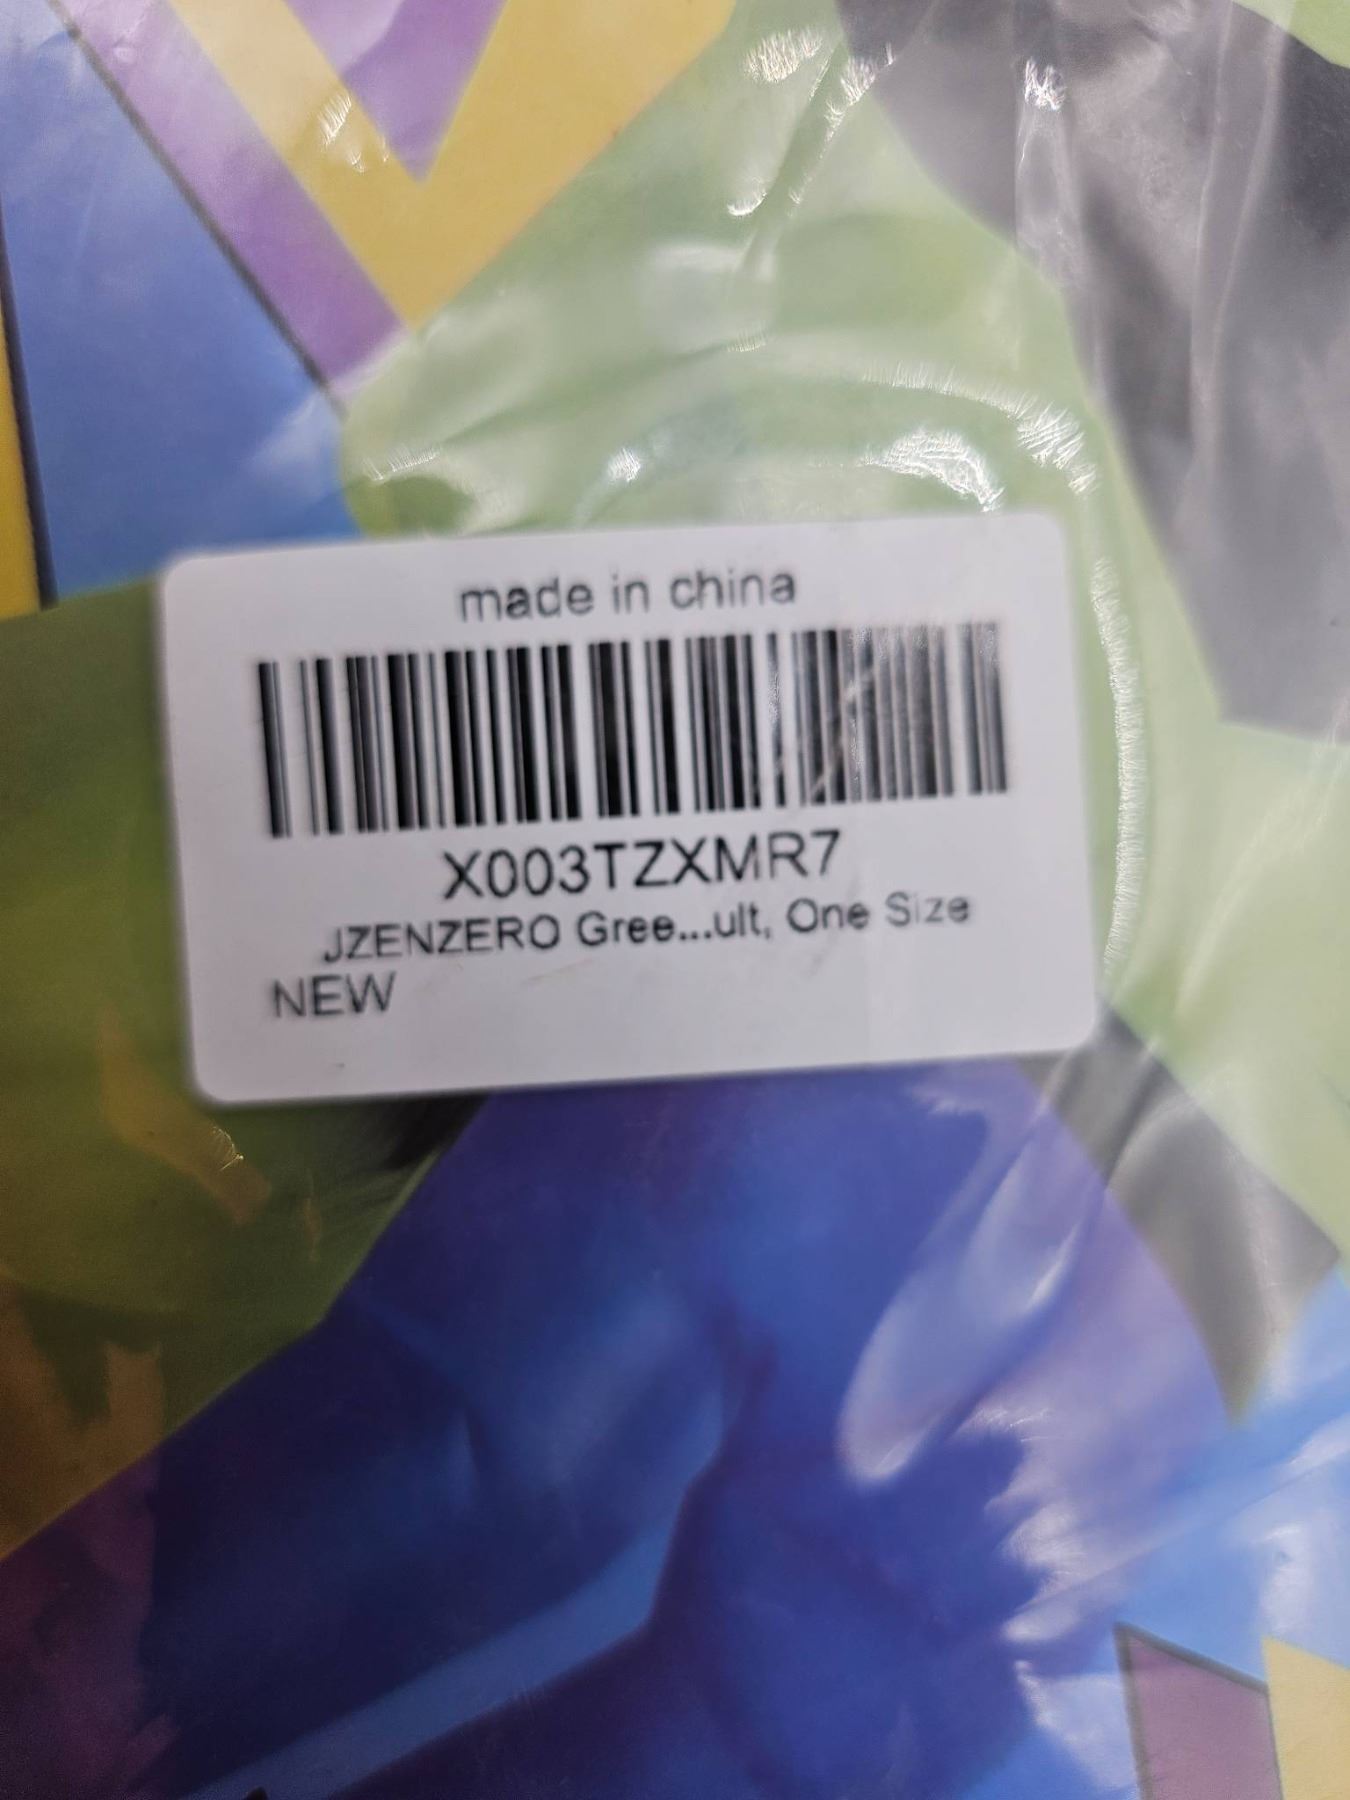 made in china
X003TZXMR7
JZENZERO Gree...ult, One Size
NEW